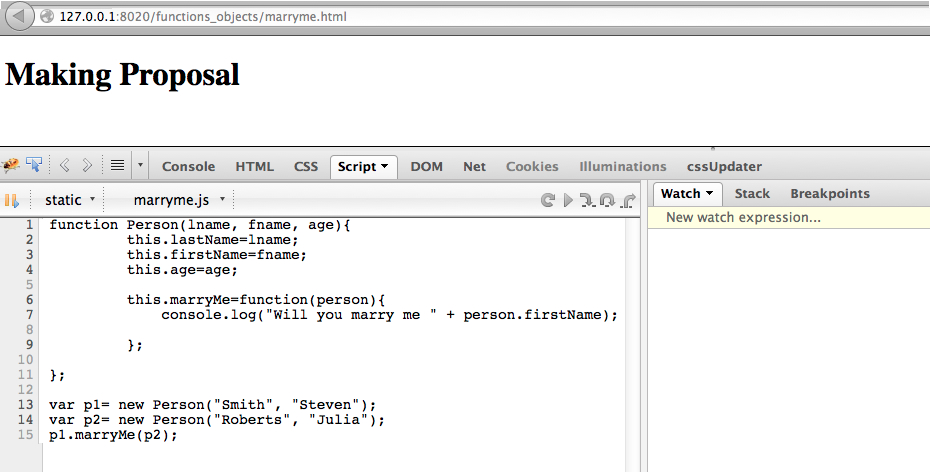 127.0.0.1:8020/functions_objects/marryme.html
Making Proposal
Console HTML CSS Script DOM Net Cookies Illuminations cssUpdater
static marryme.js
Watch Stack Breakpoints
New watch expression...
1 function Person(lname, fname, age){
2 this.lastName=lname;
3 this.firstName=fname;
4 this.age=age;
5
6 this.marryMe=function(person){
7 console.log("Will you marry me " + person.firstName);
8
9 };
10
11 };
12
13 var p1= new Person("Smith", "Steven");
14 var p2= new Person("Roberts", "Julia");
15 p1.marryMe(p2);